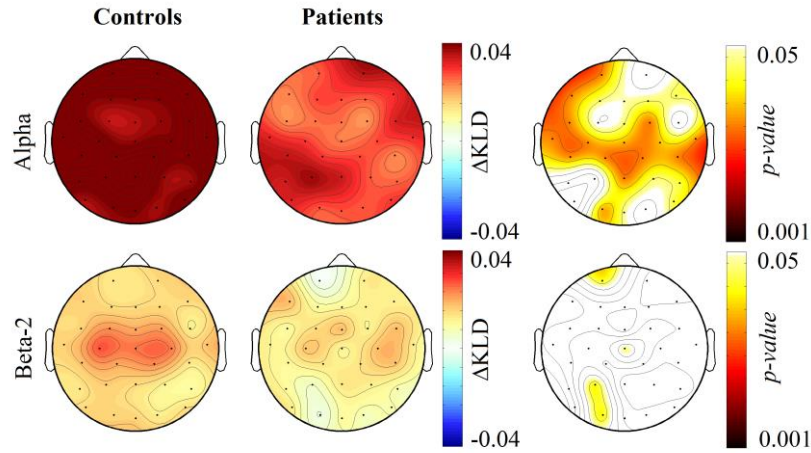 Controls Patients
Alpha
0.04
ΔKLD
-0.04
0.05
p-value
0.001
Beta-2
0.04
ΔKLD
-0.04
0.05
p-value
0.001